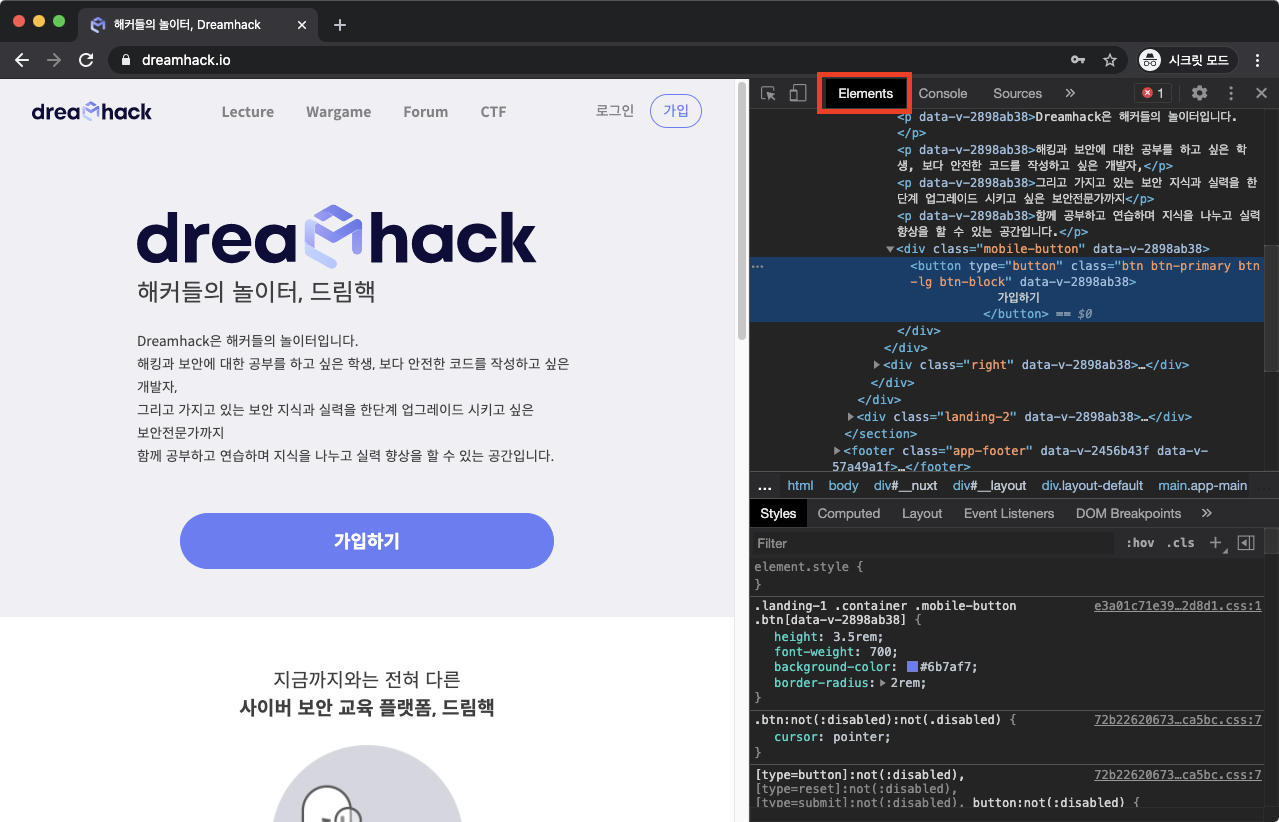 해커들의 놀이터, Dreamhack
dreamhack.io
시크릿 모드
dreamhack
Lecture
Wargame
Forum
CTF
로그인
가입
dreamhack
해커들의 놀이터, 드림핵
Dreamhack은 해커들의 놀이터입니다.
해킹과 보안에 대한 공부를 하고 싶은 학생, 보다 안전한 코드를 작성하고 싶은
개발자,
그리고 가지고 있는 보안 지식과 실력을 한단계 업그레이드 시키고 싶은
보안전문가까지
함께 공부하고 연습하며 지식을 나누고 실력 향상을 할 수 있는 공간입니다.
가입하기
지금까지와는 전혀 다른
사이버 보안 교육 플랫폼, 드림핵
Elements
Console
Sources
»
1
<p data-v-2898ab38>Dreamhack은 해커들의 놀이터입니다.
</p>
<p data-v-2898ab38>해킹과 보안에 대한 공부를 하고 싶은 학
생, 보다 안전한 코드를 작성하고 싶은 개발자,</p>
<p data-v-2898ab38>그리고 가지고 있는 보안 지식과 실력을 한
단계 업그레이드 시키고 싶은 보안전문가까지</p>
<p data-v-2898ab38>함께 공부하고 연습하며 지식을 나누고 실력
향상을 할 수 있는 공간입니다.</p>
<div class="mobile-button" data-v-2898ab38>
<button type="button" class="btn btn-primary btn
-lg btn-block" data-v-2898ab38>
가입하기
</button> == $0
</div>
</div>
<div class="right" data-v-2898ab38>…</div>
</div>
</div>
<div class="landing-2" data-v-2898ab38>…</div>
</section>
<footer class="app-footer" data-v-2456b43f data-v-
57a49a1f>…</footer>
… html body div#__nuxt div#__layout div.layout-default main.app-main
Styles
Computed
Layout
Event Listeners
DOM Breakpoints
»
Filter
:hov .cls +
element.style {
}
.landing-1 .container .mobile-button e3a01c71e39…2d8d1.css:1
.btn[data-v-2898ab38] {
height: 3.5rem;
font-weight: 700;
background-color: #6b7af7;
border-radius: 2rem;
}
.btn:not(:disabled):not(.disabled) { 72b22620673…ca5bc.css:7
cursor: pointer;
}
[type=button]:not(:disabled), 72b22620673…ca5bc.css:7
[type=reset]:not(:disabled),
[type=submit]:not(:disabled), button:not(:disabled) {